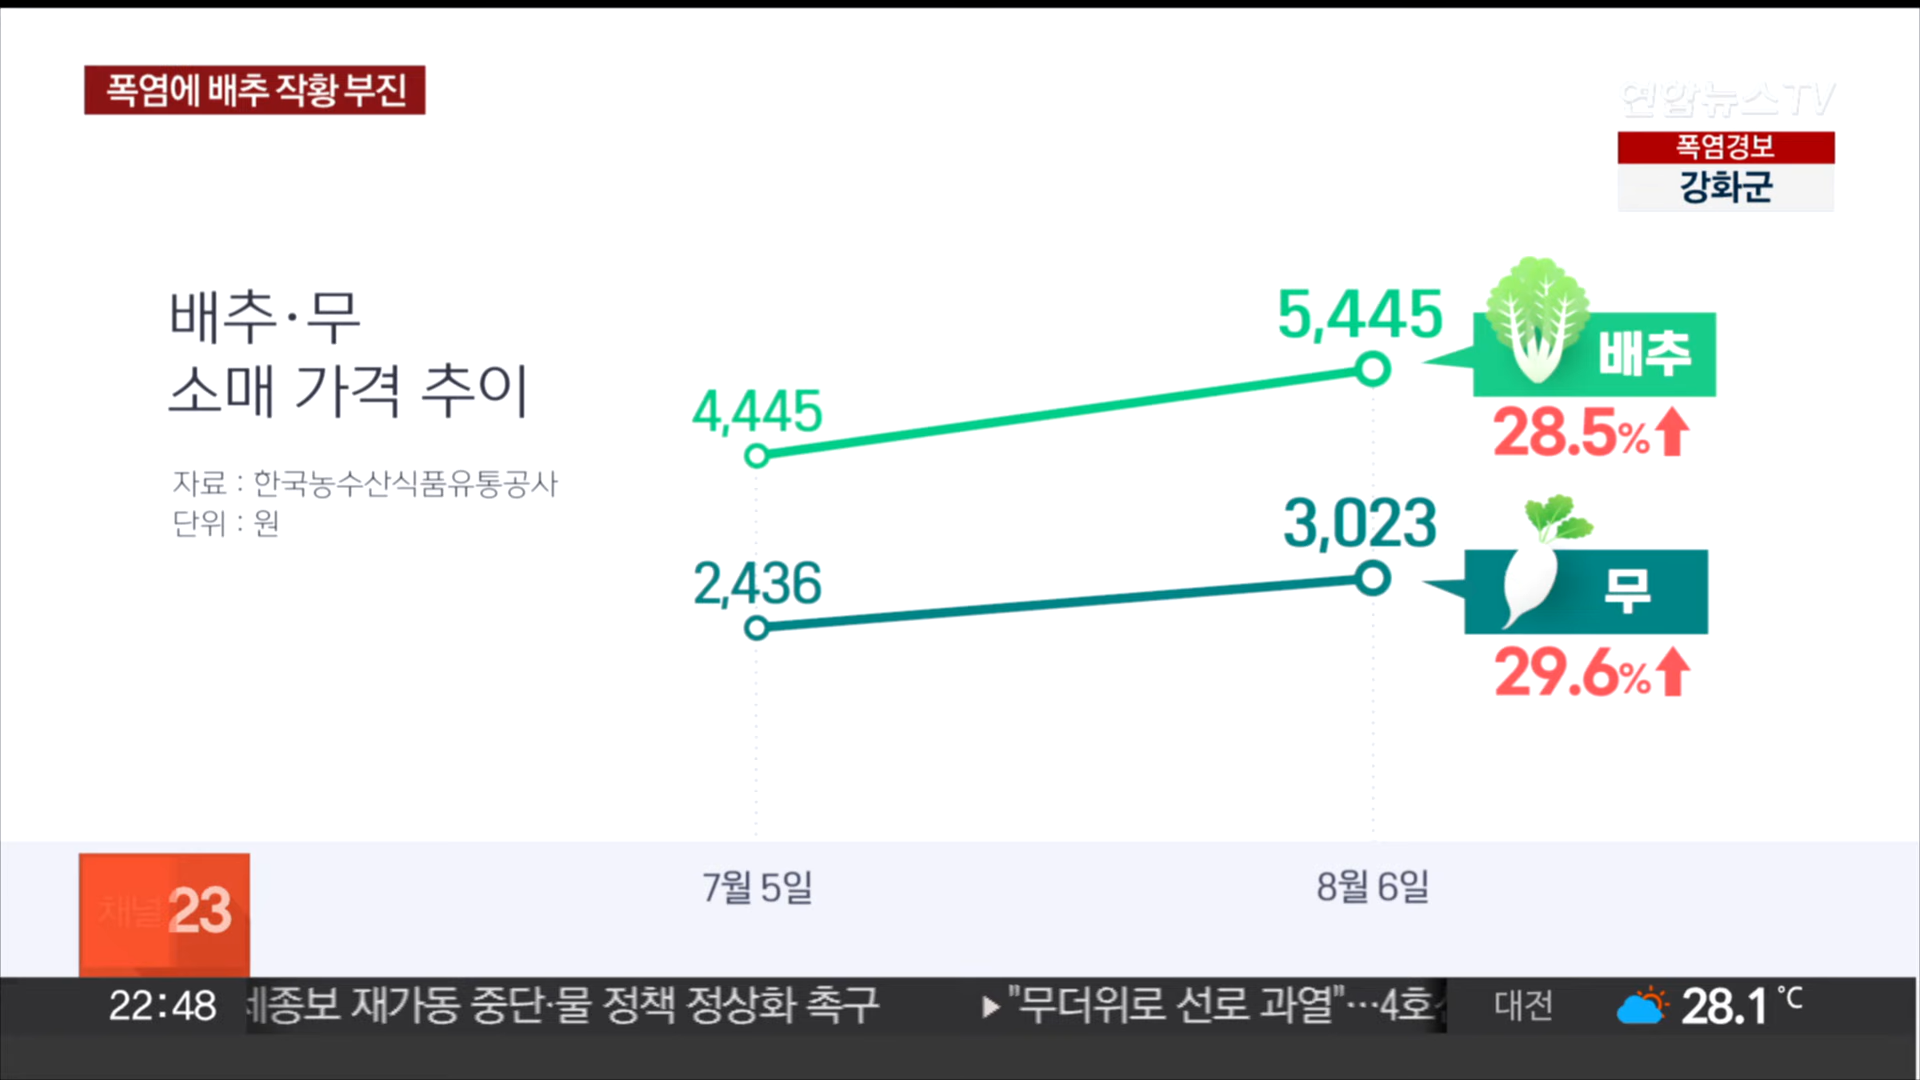 폭염에 배추 작황 부진
연합뉴스TV
폭염경보
강화군
배추·무
소매 가격 추이
자료 : 한국농수산식품유통공사
단위 : 원
4,445
5,445
배추
28.5%
2,436
3,023
무
29.6%
7월 5일
8월 6일
채널 23
22:48
세종보 재가동 중단·물 정책 정상화 촉구
▶"무더위로 선로 과열"…4호선
대전
28.1℃